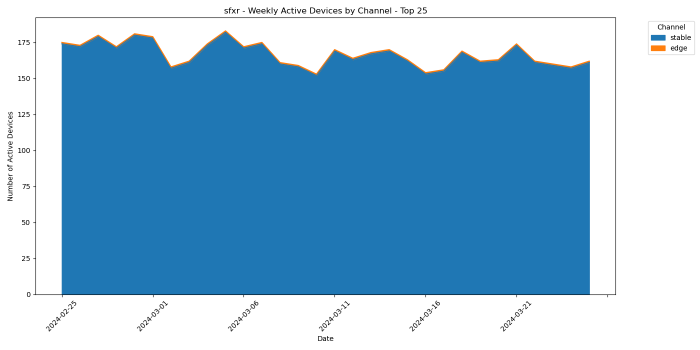 sfxr - Weekly Active Devices by Channel - Top 25
Channel
stable
edge
Number of Active Devices
175
150
125
100
75
50
25
0
2024-02-25
2024-03-01
2024-03-06
2024-03-11
2024-03-16
2024-03-21
Date